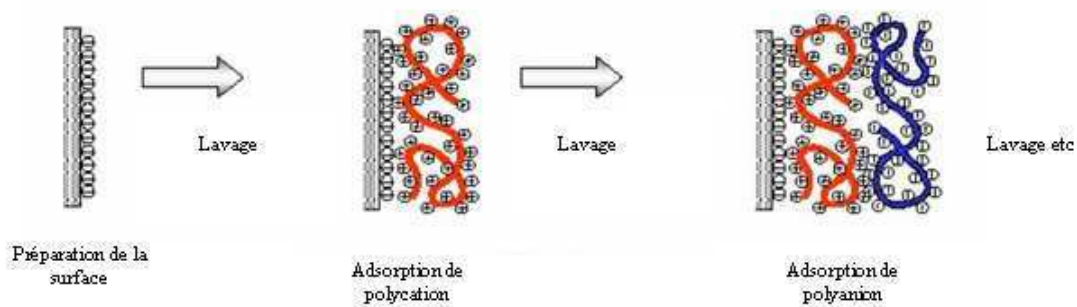 Lavage
Lavage
Lavage etc
Préparation de la
surface
Adsorption de
polycation
Adsorption de
polyanion